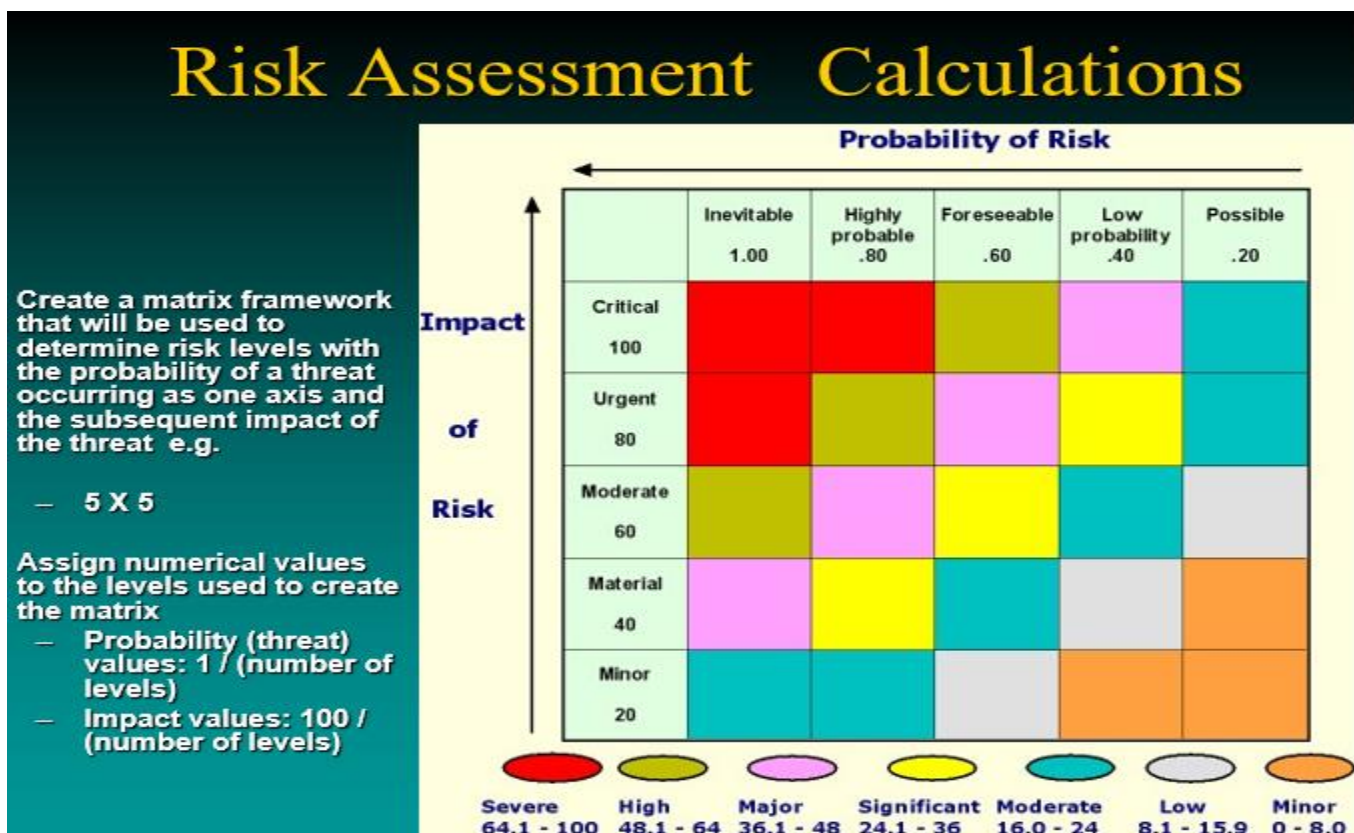 Risk Assessment Calculations
Create a matrix framework
that will be used to
determine risk levels with
the probability of a threat
occurring as one axis and
the subsequent impact of
the threat e.g.
– 5 X 5
Assign numerical values
to the levels used to create
the matrix
– Probability (threat)
values: 1 / (number of
levels)
– Impact values: 100 /
(number of levels)
Probability of Risk
Impact
of
Risk
Inevitable
1.00
Highly
probable
.80
Foreseeable
.60
Low
probability
.40
Possible
.20
Critical
100
Urgent
80
Moderate
60
Material
40
Minor
20
Severe
64.1 - 100
High
48.1 - 64
Major
36.1 - 48
Significant
24.1 - 36
Moderate
16.0 - 24
Low
8.1 - 15.9
Minor
0 - 8.0